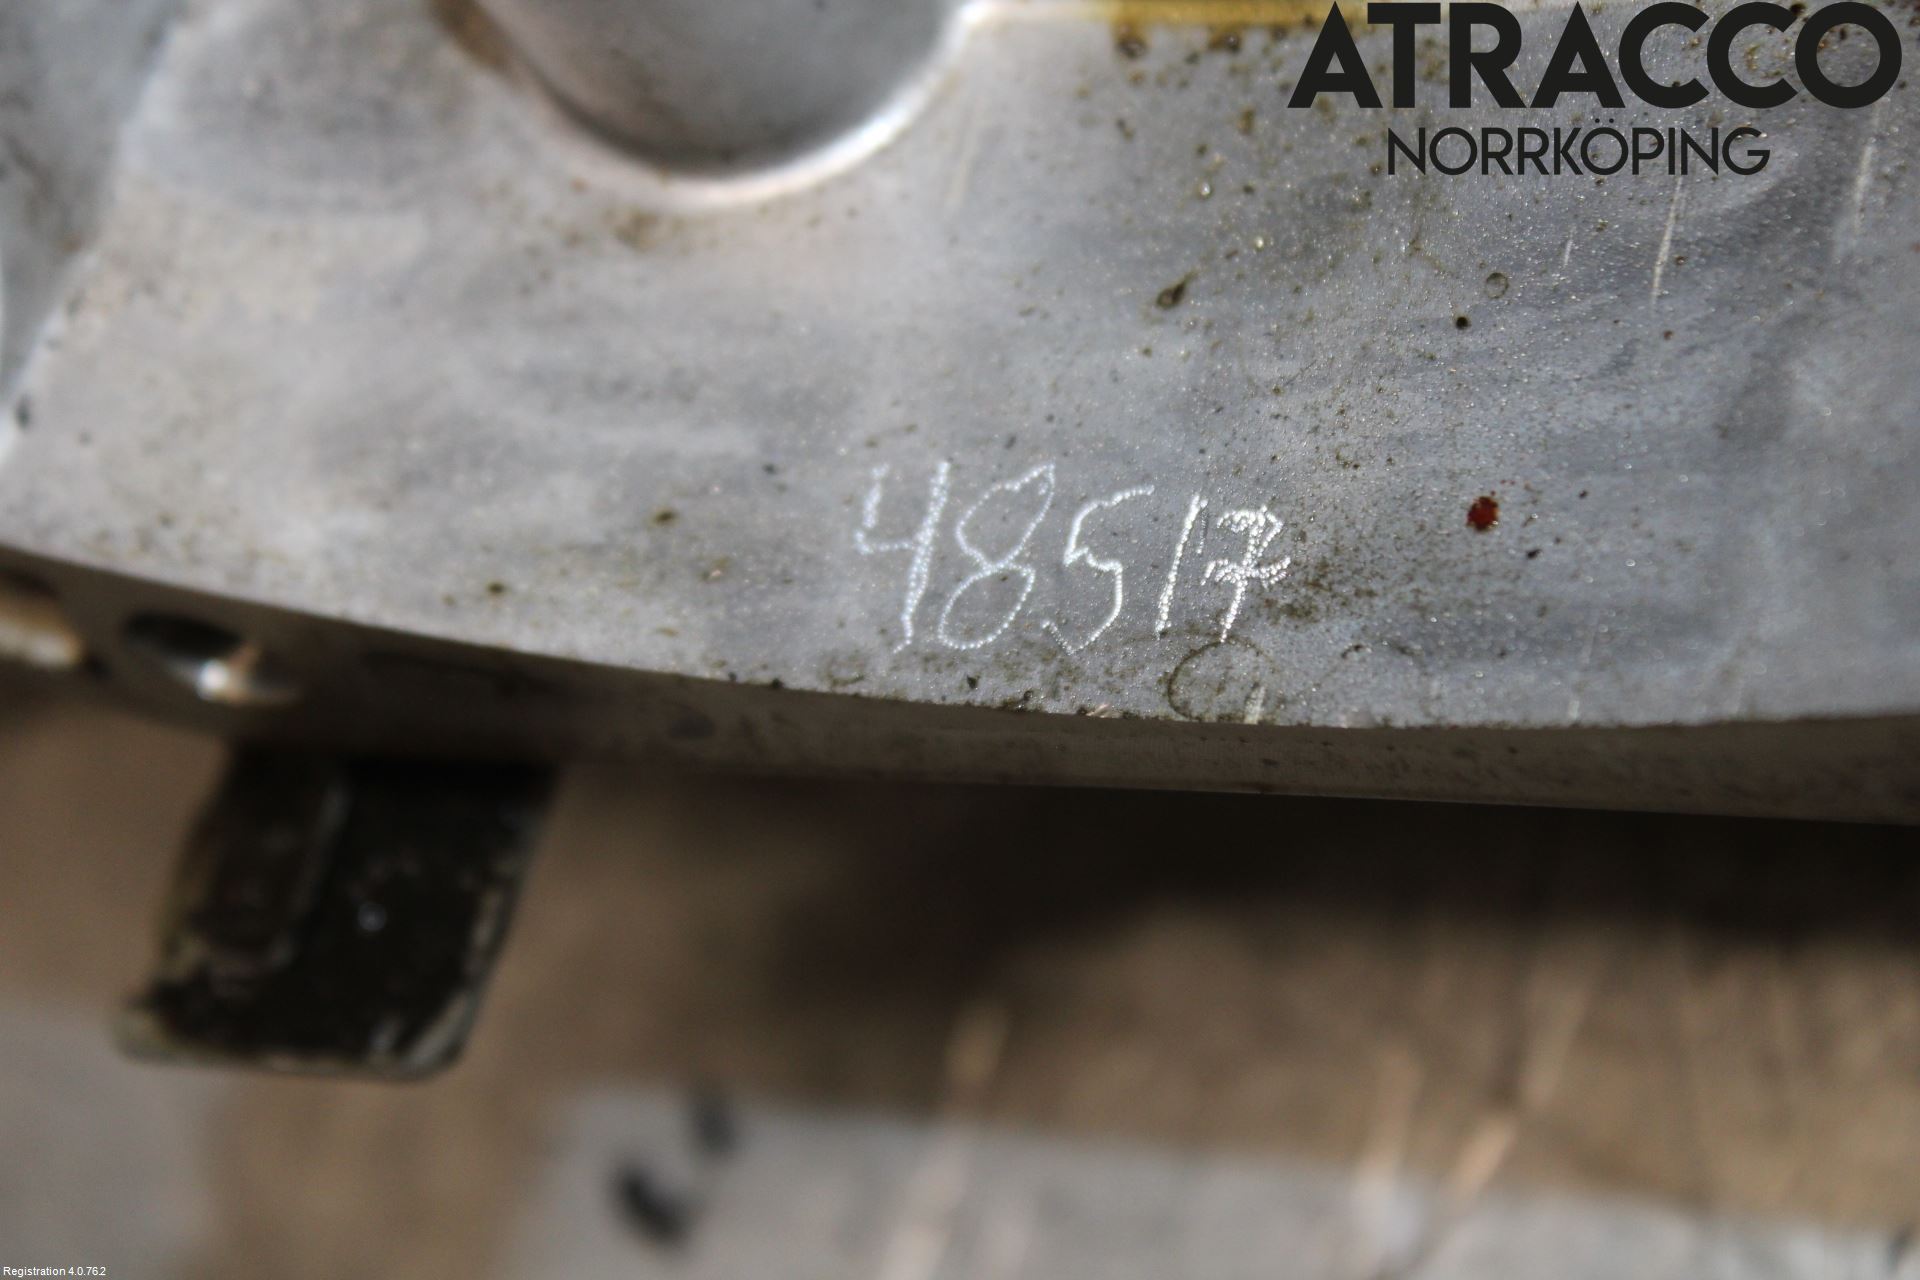 ATRACCO
NORRKÖPING
48517
Registration 4.0.76.2